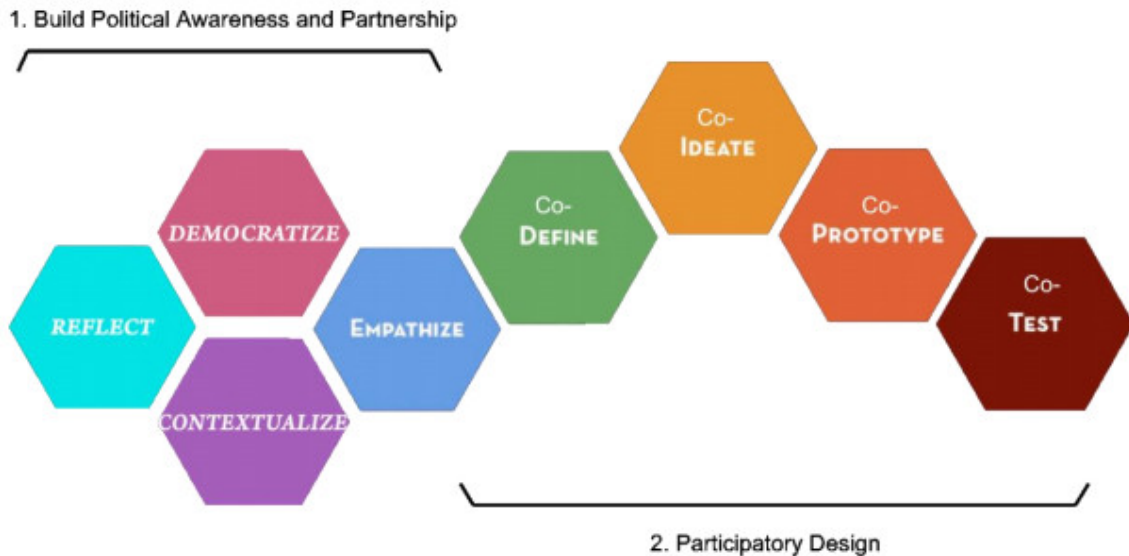 1. Build Political Awareness and Partnership
REFLECT
DEMOCRATIZE
CONTEXTUALIZE
EMPATHIZE
Co-
DEFINE
Co-
IDEATE
Co-
PROTOTYPE
Co-
TEST
2. Participatory Design